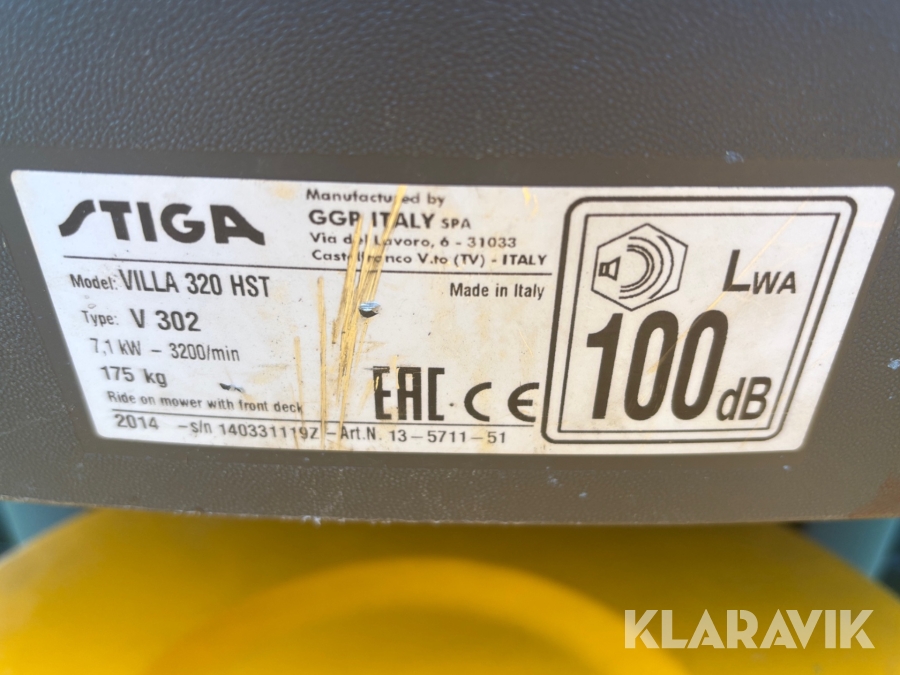 STIGA
Manufactured by
GGP ITALY SPA
Via del Lavoro, 6 - 31033
Castelfranco V.to (TV) - ITALY
Model: VILLA 320 HST
Made in Italy
Type: V 302
7,1 kW - 3200/min
175 kg
Ride on mower with front deck
EAC CE
2014 - s/n 140331119Z - Art.N. 13-5711-51
LWA
100 dB
KLARAVIK